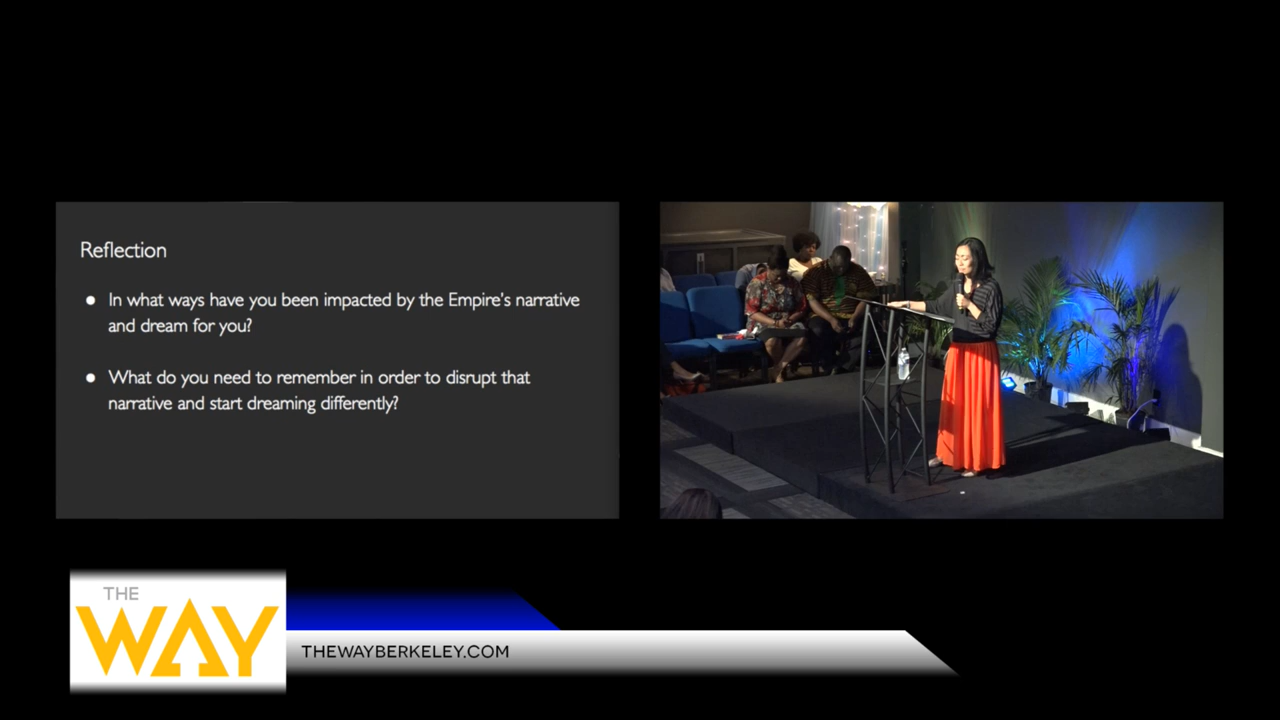 Reflection
● In what ways have you been impacted by the Empire's narrative
and dream for you?
● What do you need to remember in order to disrupt that
narrative and start dreaming differently?
THE
WAY
THEWAYBERKELEY.COM